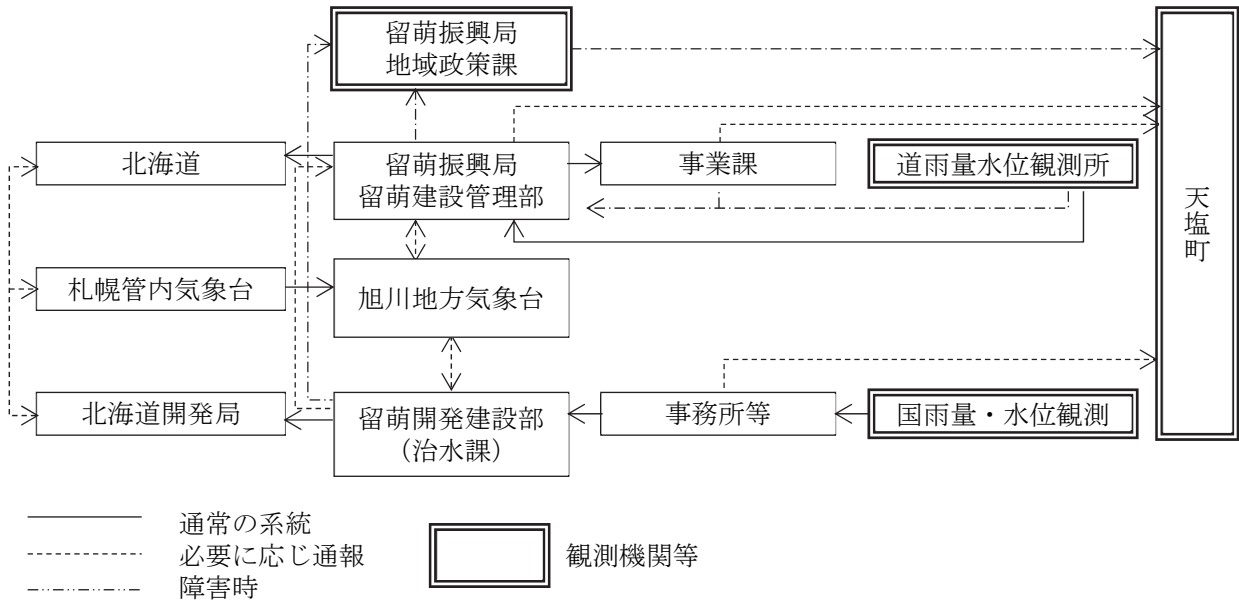 留萌振興局
地域政策課
北海道
留萌振興局
留萌建設管理部
事業課
道雨量水位観測所
天塩町
札幌管内気象台
旭川地方気象台
北海道開発局
留萌開発建設部
（治水課）
事務所等
国雨量・水位観測
通常の系統
必要に応じ通報
障害時
観測機関等